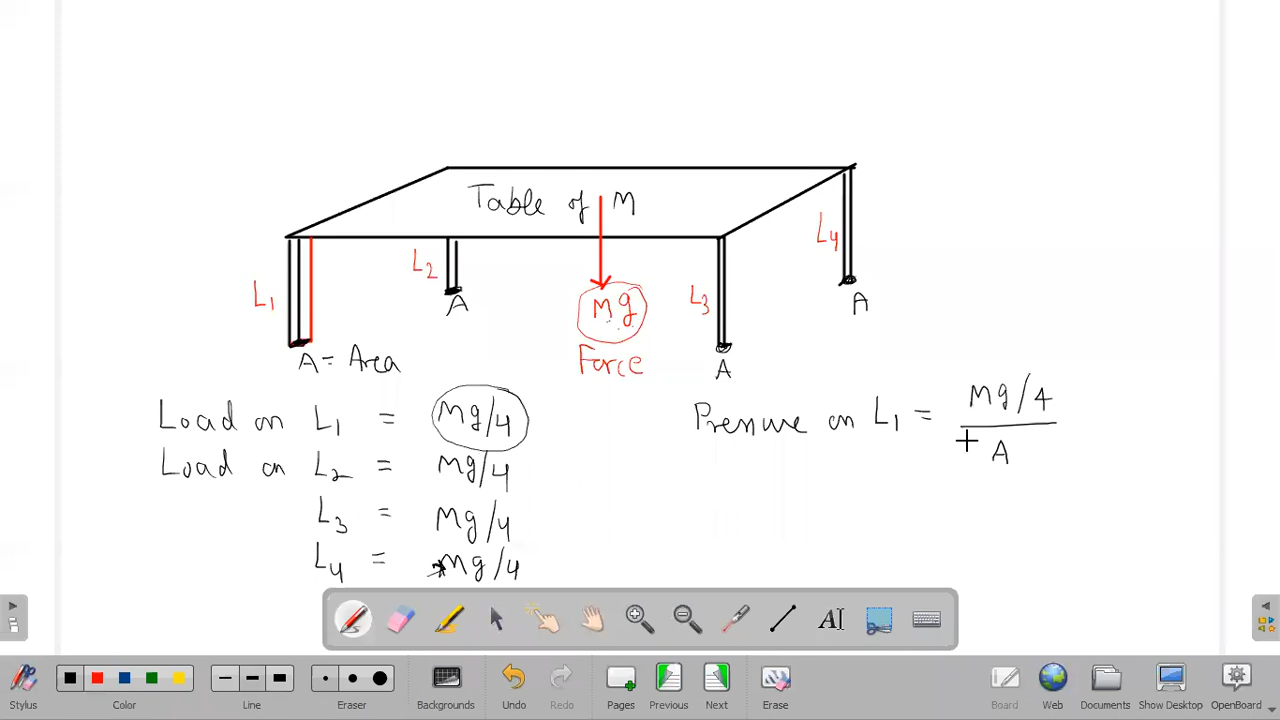 Table of M
L1
L2
L3
L4
Mg
Force
A
A
A
A = Area
Load on L1 = Mg/4
Load on L2 = Mg/4
L3 = Mg/4
L4 = Mg/4
Pressure on L1 = Mg/4
A
Stylus
Color
Line
Eraser
Backgrounds
Undo
Redo
Pages
Previous
Next
Erase
Board
Web
Documents
Show Desktop
OpenBoard